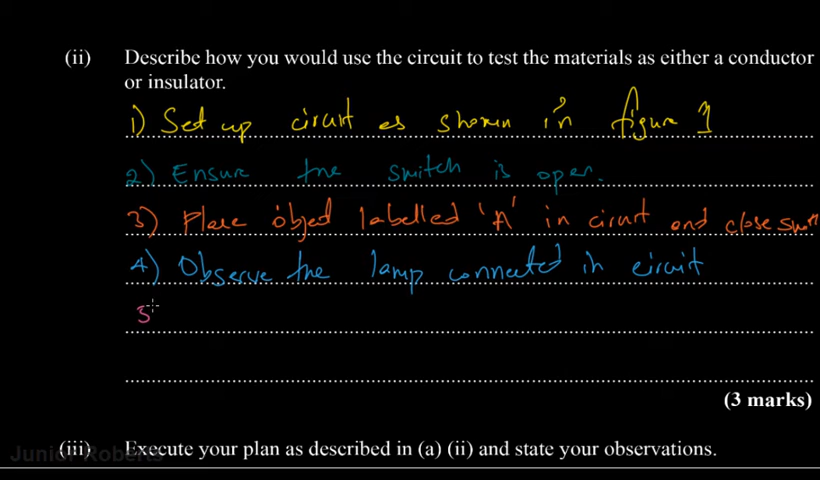 (ii) Describe how you would use the circuit to test the materials as either a conductor
or insulator.
1) Set up circuit as shown in figure 1
2) Ensure the switch is open.
3) Place object labelled 'A' in circuit and close
4) Observe the lamp connected in circuit
5
(3 marks)
(iii) Execute your plan as described in (a) (ii) and state your observations.
Junior Roberts